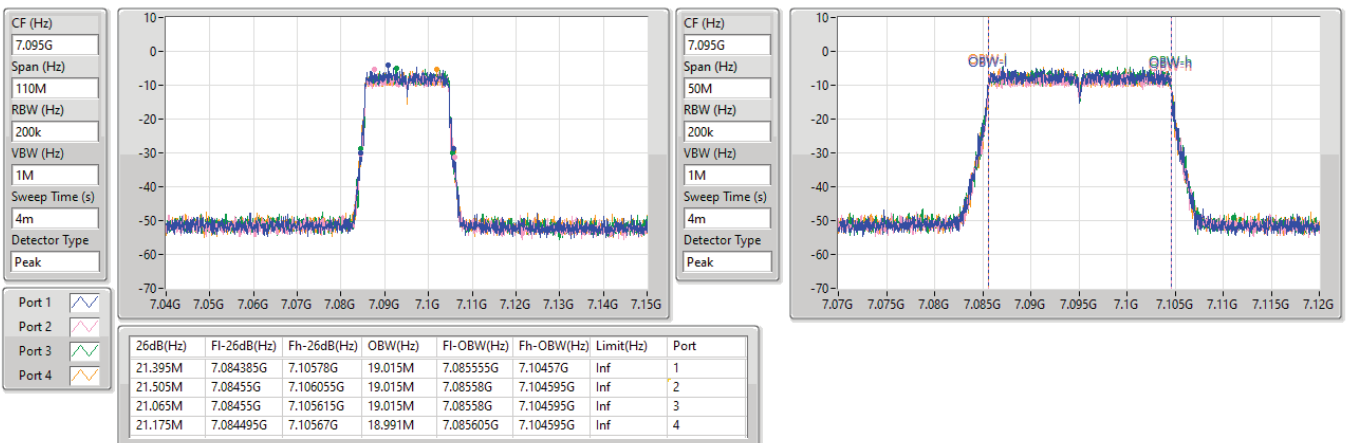 CF (Hz)
7.095G
Span (Hz)
110M
RBW (Hz)
200k
VBW (Hz)
1M
Sweep Time (s)
4m
Detector Type
Peak
10-
0-
-10-
-20-
-30-
-40-
-50-
-60-
-70-
7.04G 7.05G 7.06G 7.07G 7.08G 7.09G 7.1G 7.11G 7.12G 7.13G 7.14G 7.15G
CF (Hz)
7.095G
Span (Hz)
50M
RBW (Hz)
200k
VBW (Hz)
1M
Sweep Time (s)
4m
Detector Type
Peak
10-
0-
-10-
-20-
-30-
-40-
-50-
-60-
-70-
OBW-l OBW-h
7.07G 7.075G 7.08G 7.085G 7.09G 7.095G 7.1G 7.105G 7.11G 7.115G 7.12G
Port 1
Port 2
Port 3
Port 4
26dB(Hz) Fl-26dB(Hz) Fh-26dB(Hz) OBW(Hz) Fl-OBW(Hz) Fh-OBW(Hz) Limit(Hz) Port
21.395M 7.084385G 7.10578G 19.015M 7.085555G 7.10457G Inf 1
21.505M 7.08455G 7.106055G 19.015M 7.08558G 7.104595G Inf 2
21.065M 7.08455G 7.105615G 19.015M 7.08558G 7.104595G Inf 3
21.175M 7.084495G 7.10567G 18.991M 7.085605G 7.104595G Inf 4